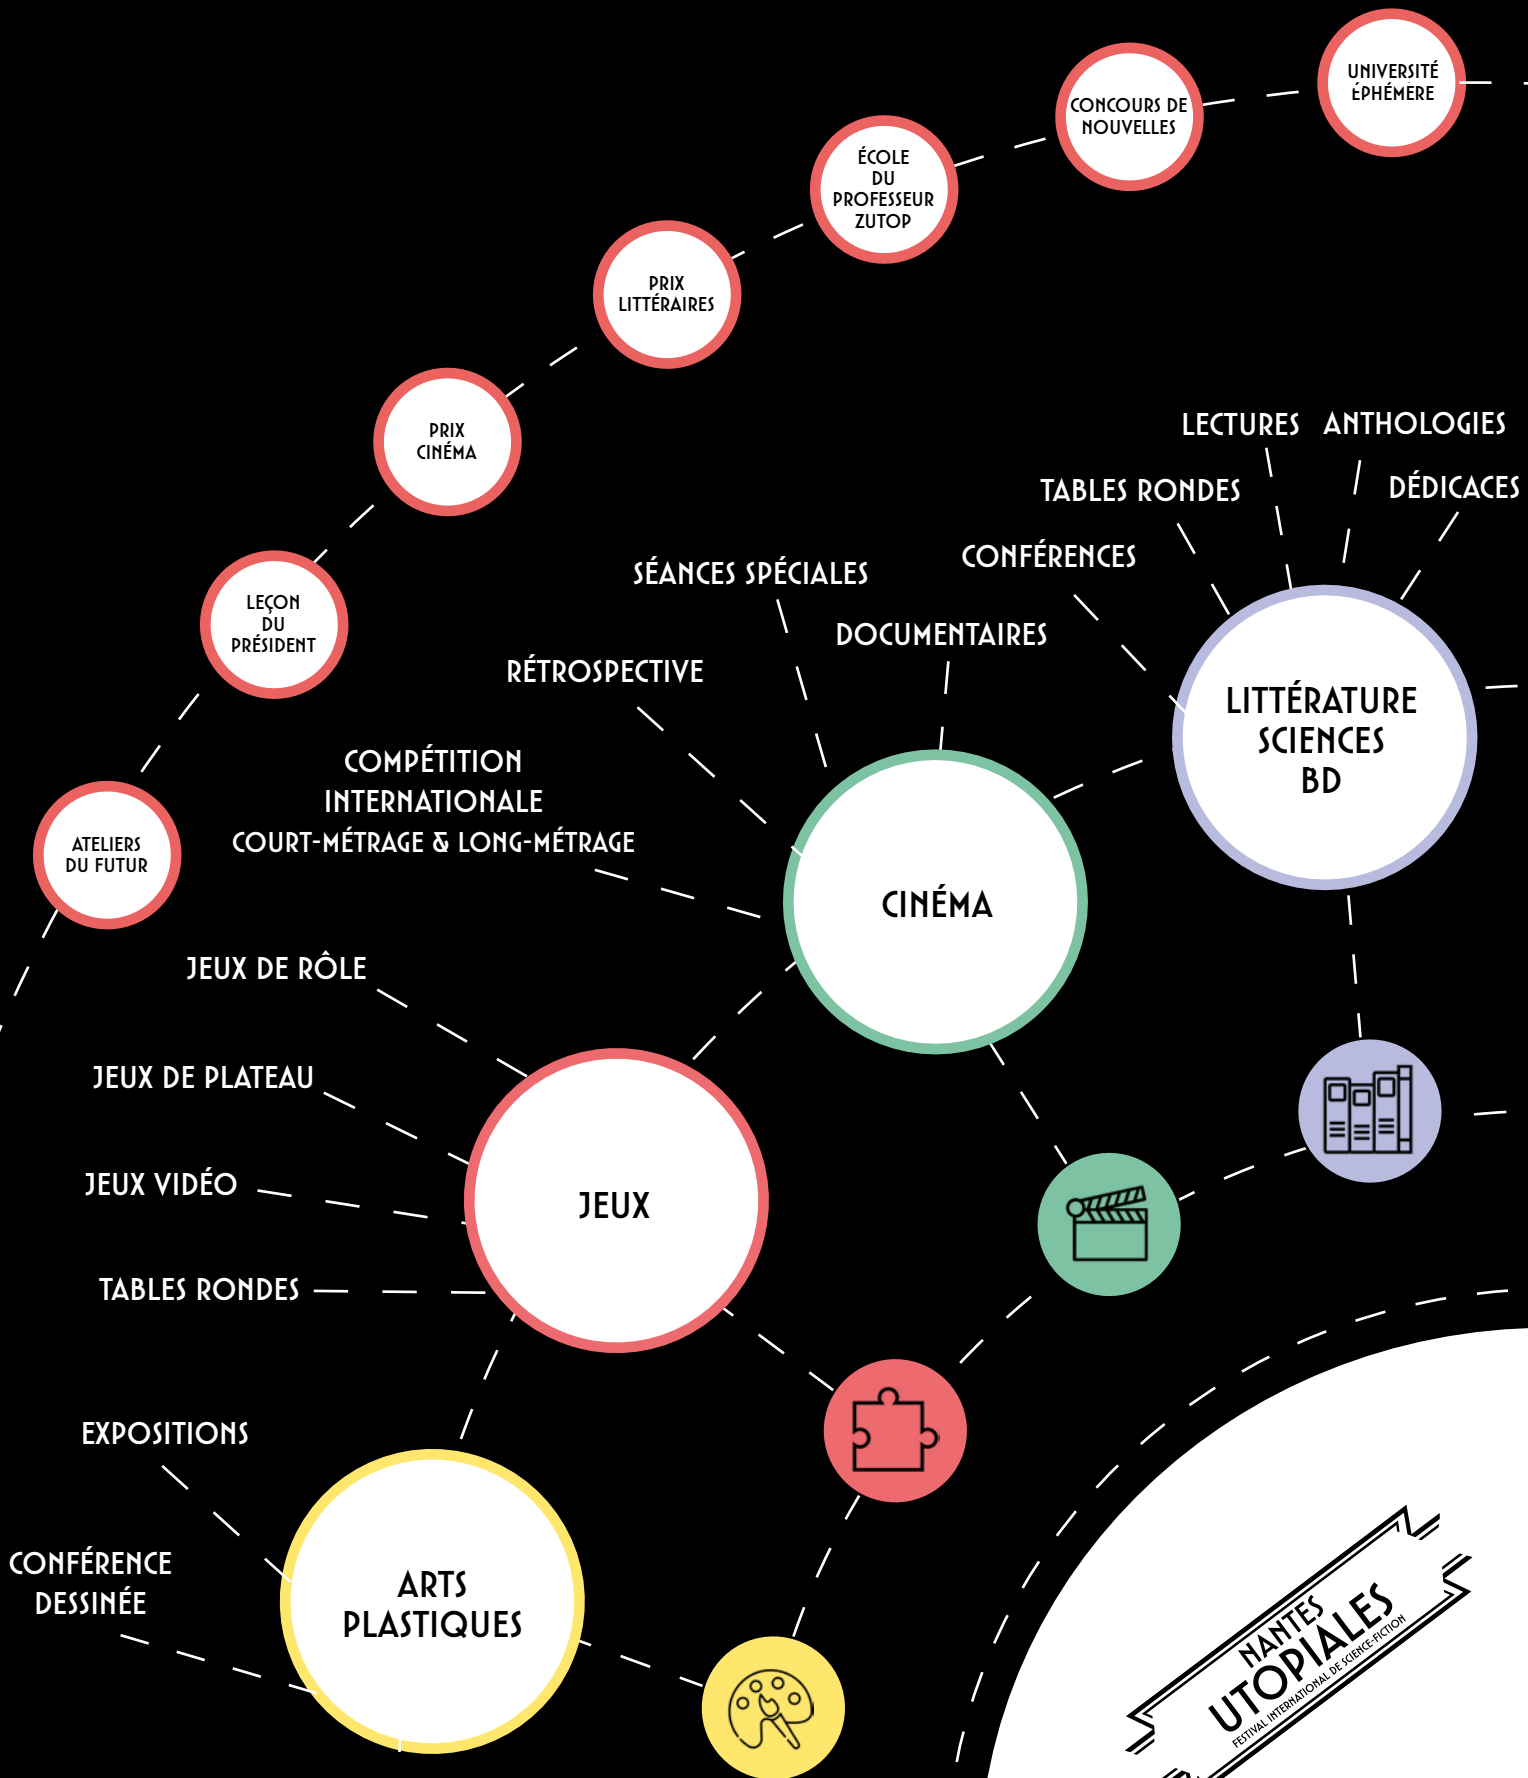 UNIVERSITÉ
ÉPHÉMÈRE
CONCOURS DE
NOUVELLES
ÉCOLE
DU
PROFESSEUR
ZUTOP
PRIX
LITTÉRAIRES
PRIX
CINÉMA
LEÇON
DU
PRÉSIDENT
ATELIERS
DU FUTUR
LECTURES
ANTHOLOGIES
TABLES RONDES
DÉDICACES
CONFÉRENCES
LITTÉRATURE
SCIENCES
BD
SÉANCES SPÉCIALES
DOCUMENTAIRES
RÉTROSPECTIVE
COMPÉTITION
INTERNATIONALE
COURT-MÉTRAGE & LONG-MÉTRAGE
CINÉMA
JEUX DE RÔLE
JEUX DE PLATEAU
JEUX VIDÉO
TABLES RONDES
JEUX
EXPOSITIONS
CONFÉRENCE
DESSINÉE
ARTS
PLASTIQUES
NANTES
UTOPIALES
FESTIVAL INTERNATIONAL DE SCIENCE-FICTION